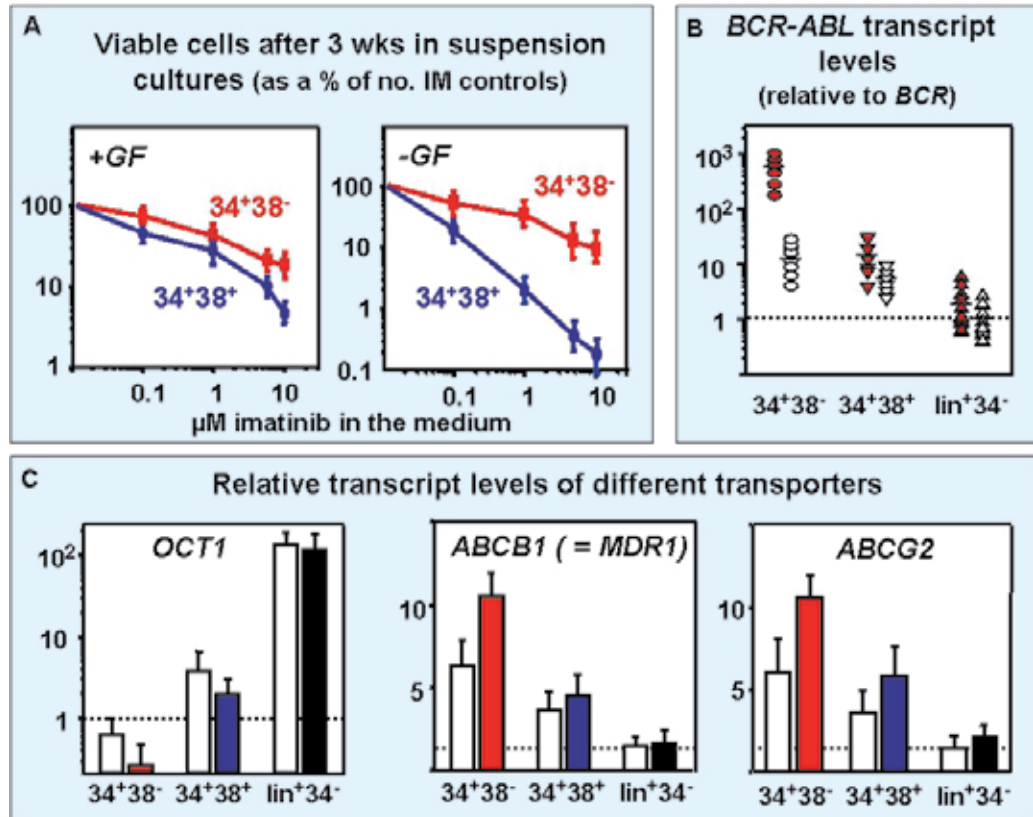 A
Viable cells after 3 wks in suspension
cultures (as a % of no. IM controls)
+GF
34+38-
34+38+
100
10
1
0.1 1 10
-GF
34+38-
34+38+
100
10
1
0.1
0.1 1 10
µM imatinib in the medium
B
BCR-ABL transcript
levels
(relative to BCR)
10³
10²
10
1
34+38- 34+38+ lin+34-
C
Relative transcript levels of different transporters
OCT1
10²
10
1
34+38- 34+38+ lin+34-
ABCB1 ( = MDR1)
10
5
34+38- 34+38+ lin+34-
ABCG2
10
5
34+38- 34+38+ lin+34-